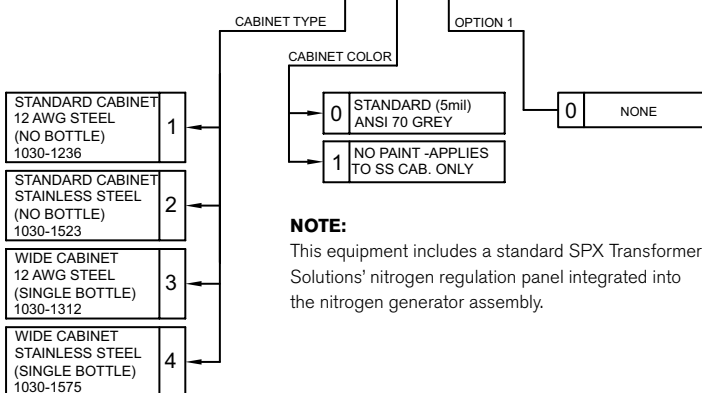 CABINET TYPE
OPTION 1
CABINET COLOR
STANDARD CABINET
12 AWG STEEL
(NO BOTTLE)
1030-1236
1
STANDARD CABINET
STAINLESS STEEL
(NO BOTTLE)
1030-1523
2
WIDE CABINET
12 AWG STEEL
(SINGLE BOTTLE)
1030-1312
3
WIDE CABINET
STAINLESS STEEL
(SINGLE BOTTLE)
1030-1575
4
0
STANDARD (5mil)
ANSI 70 GREY
1
NO PAINT -APPLIES
TO SS CAB. ONLY
0
NONE
NOTE:
This equipment includes a standard SPX Transformer
Solutions’ nitrogen regulation panel integrated into
the nitrogen generator assembly.